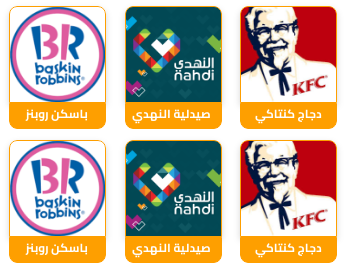 KFC
النهدي
nahdi
BR
baskin
robbins
دجاج كنتاكي
صيدلية النهدي
باسكن روبنز
KFC
النهدي
nahdi
BR
baskin
robbins
دجاج كنتاكي
صيدلية النهدي
باسكن روبنز